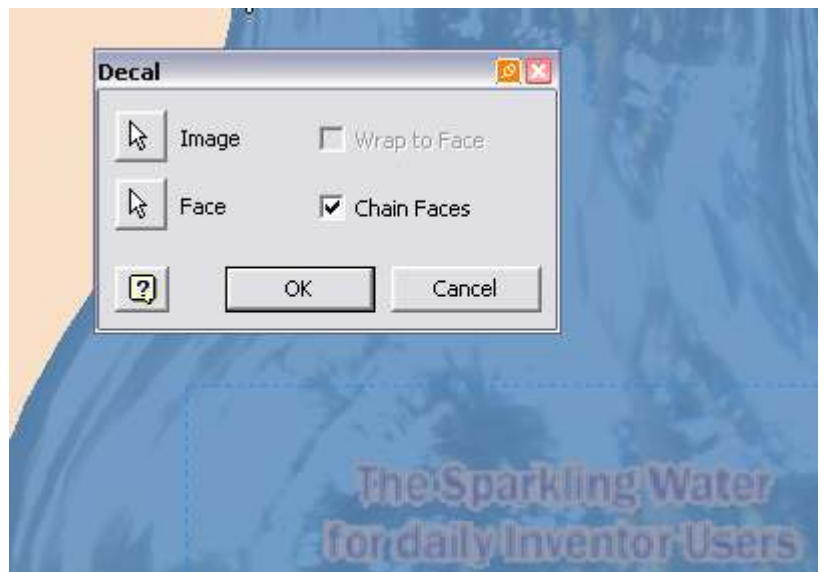 Decal
Image
Wrap to Face
Face
Chain Faces
?
OK
Cancel
The Sparkling Water
for daily Inventor Users